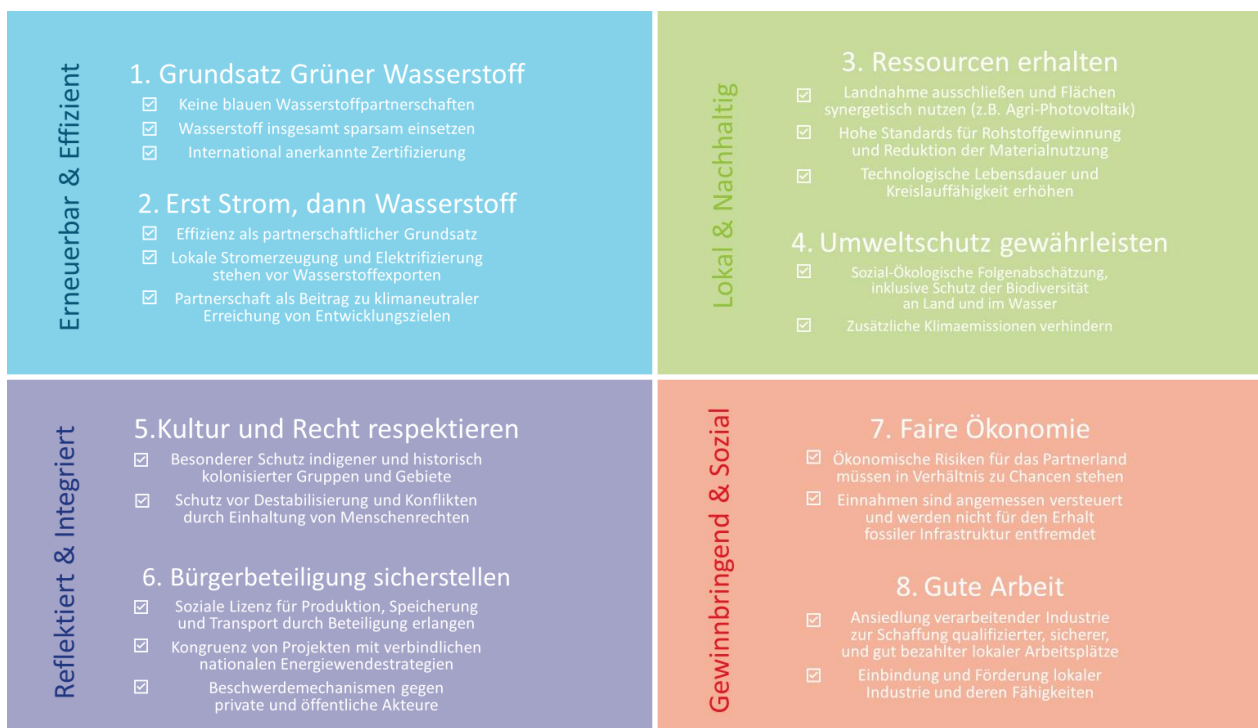 Erneuerbar & Effizient
1. Grundsatz Grüner Wasserstoff
Keine blauen Wasserstoffpartnerschaften
Wasserstoff insgesamt sparsam einsetzen
International anerkannte Zertifizierung
2. Erst Strom, dann Wasserstoff
Effizienz als partnerschaftlicher Grundsatz
Lokale Stromerzeugung und Elektrifizierung
stehen vor Wasserstoffexporten
Partnerschaft als Beitrag zu klimaneutraler
Erreichung von Entwicklungszielen
Lokal & Nachhaltig
3. Ressourcen erhalten
Landnahme ausschließen und Flächen
synergetisch nutzen (z.B. Agri-Photovoltaik)
Hohe Standards für Rohstoffgewinnung
und Reduktion der Materialnutzung
Technologische Lebensdauer und
Kreislauffähigkeit erhöhen
4. Umweltschutz gewährleisten
Sozial-Ökologische Folgenabschätzung,
inklusive Schutz der Biodiversität
an Land und im Wasser
Zusätzliche Klimaemissionen verhindern
Reflektiert & Integriert
5.Kultur und Recht respektieren
Besonderer Schutz indigener und historisch
kolonisierter Gruppen und Gebiete
Schutz vor Destabilisierung und Konflikten
durch Einhaltung von Menschenrechten
6. Bürgerbeteiligung sicherstellen
Soziale Lizenz für Produktion, Speicherung
und Transport durch Beteiligung erlangen
Kongruenz von Projekten mit verbindlichen
nationalen Energiewendestrategien
Beschwerdemechanismen gegen
private und öffentliche Akteure
Gewinnbringend & Sozial
7. Faire Ökonomie
Ökonomische Risiken für das Partnerland
müssen in Verhältnis zu Chancen stehen
Einnahmen sind angemessen versteuert
und werden nicht für den Erhalt
fossiler Infrastruktur entfremdet
8. Gute Arbeit
Ansiedlung verarbeitender Industrie
zur Schaffung qualifizierter, sicherer,
und gut bezahlter lokaler Arbeitsplätze
Einbindung und Förderung lokaler
Industrie und deren Fähigkeiten